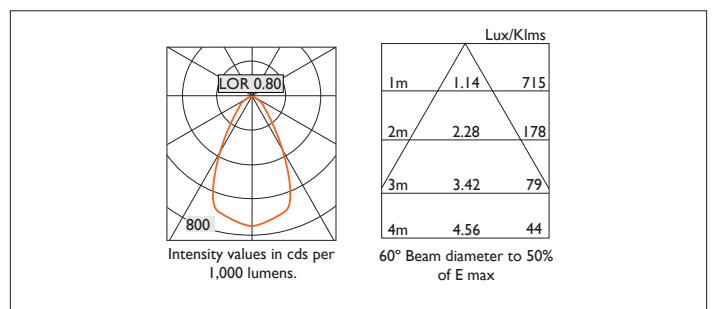 Lux/Klms
LOR 0.80
1m 1.14 715
2m 2.28 178
3m 3.42 79
4m 4.56 44
800
Intensity values in cds per
1,000 lumens.
60° Beam diameter to 50%
of E max